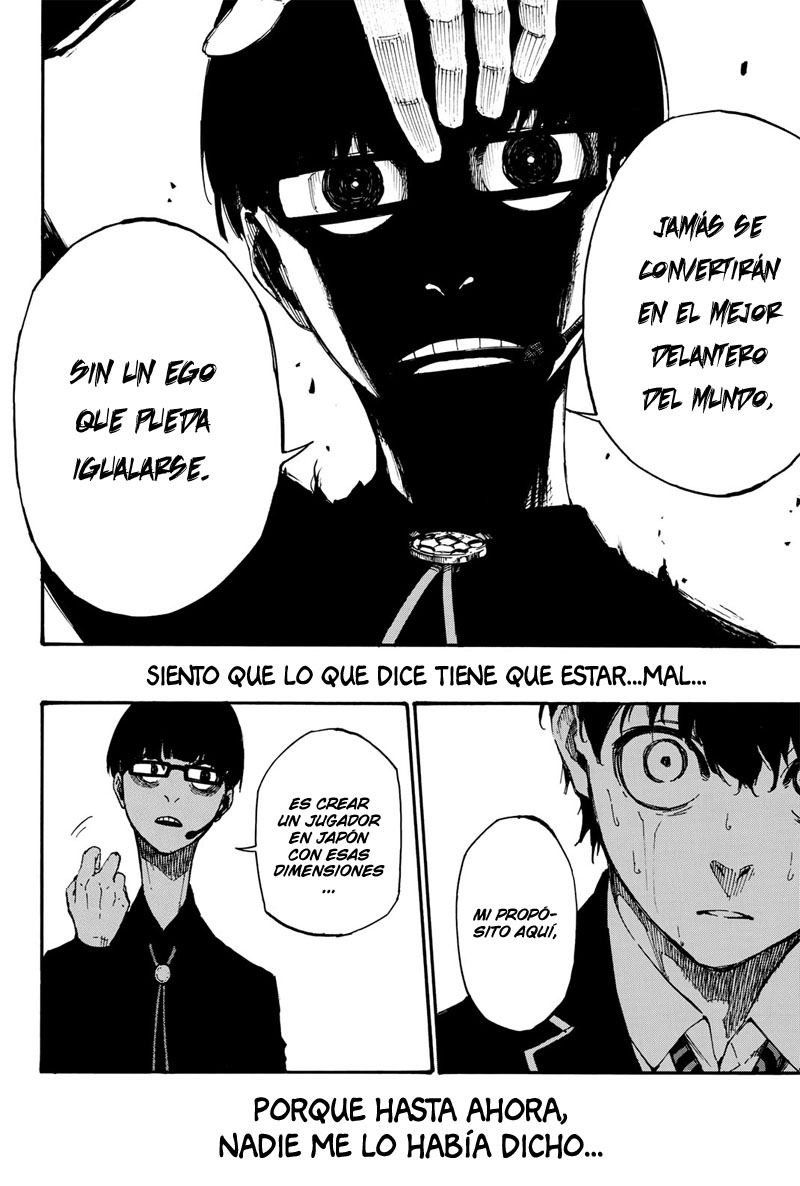 JAMÁS SE
CONVERTIRÁN
EN EL MEJOR
DELANTERO
DEL MUNDO,
SIN UN EGO
QUE PUEDA
IGUALARSE.
SIENTO QUE LO QUE DICE TIENE QUE ESTAR...MAL...
MI PROPÓ-
SITO AQUÍ,
ES CREAR
UN JUGADOR
EN JAPÓN
CON ESAS
DIMENSIONES
...
PORQUE HASTA AHORA,
NADIE ME LO HABÍA DICHO...